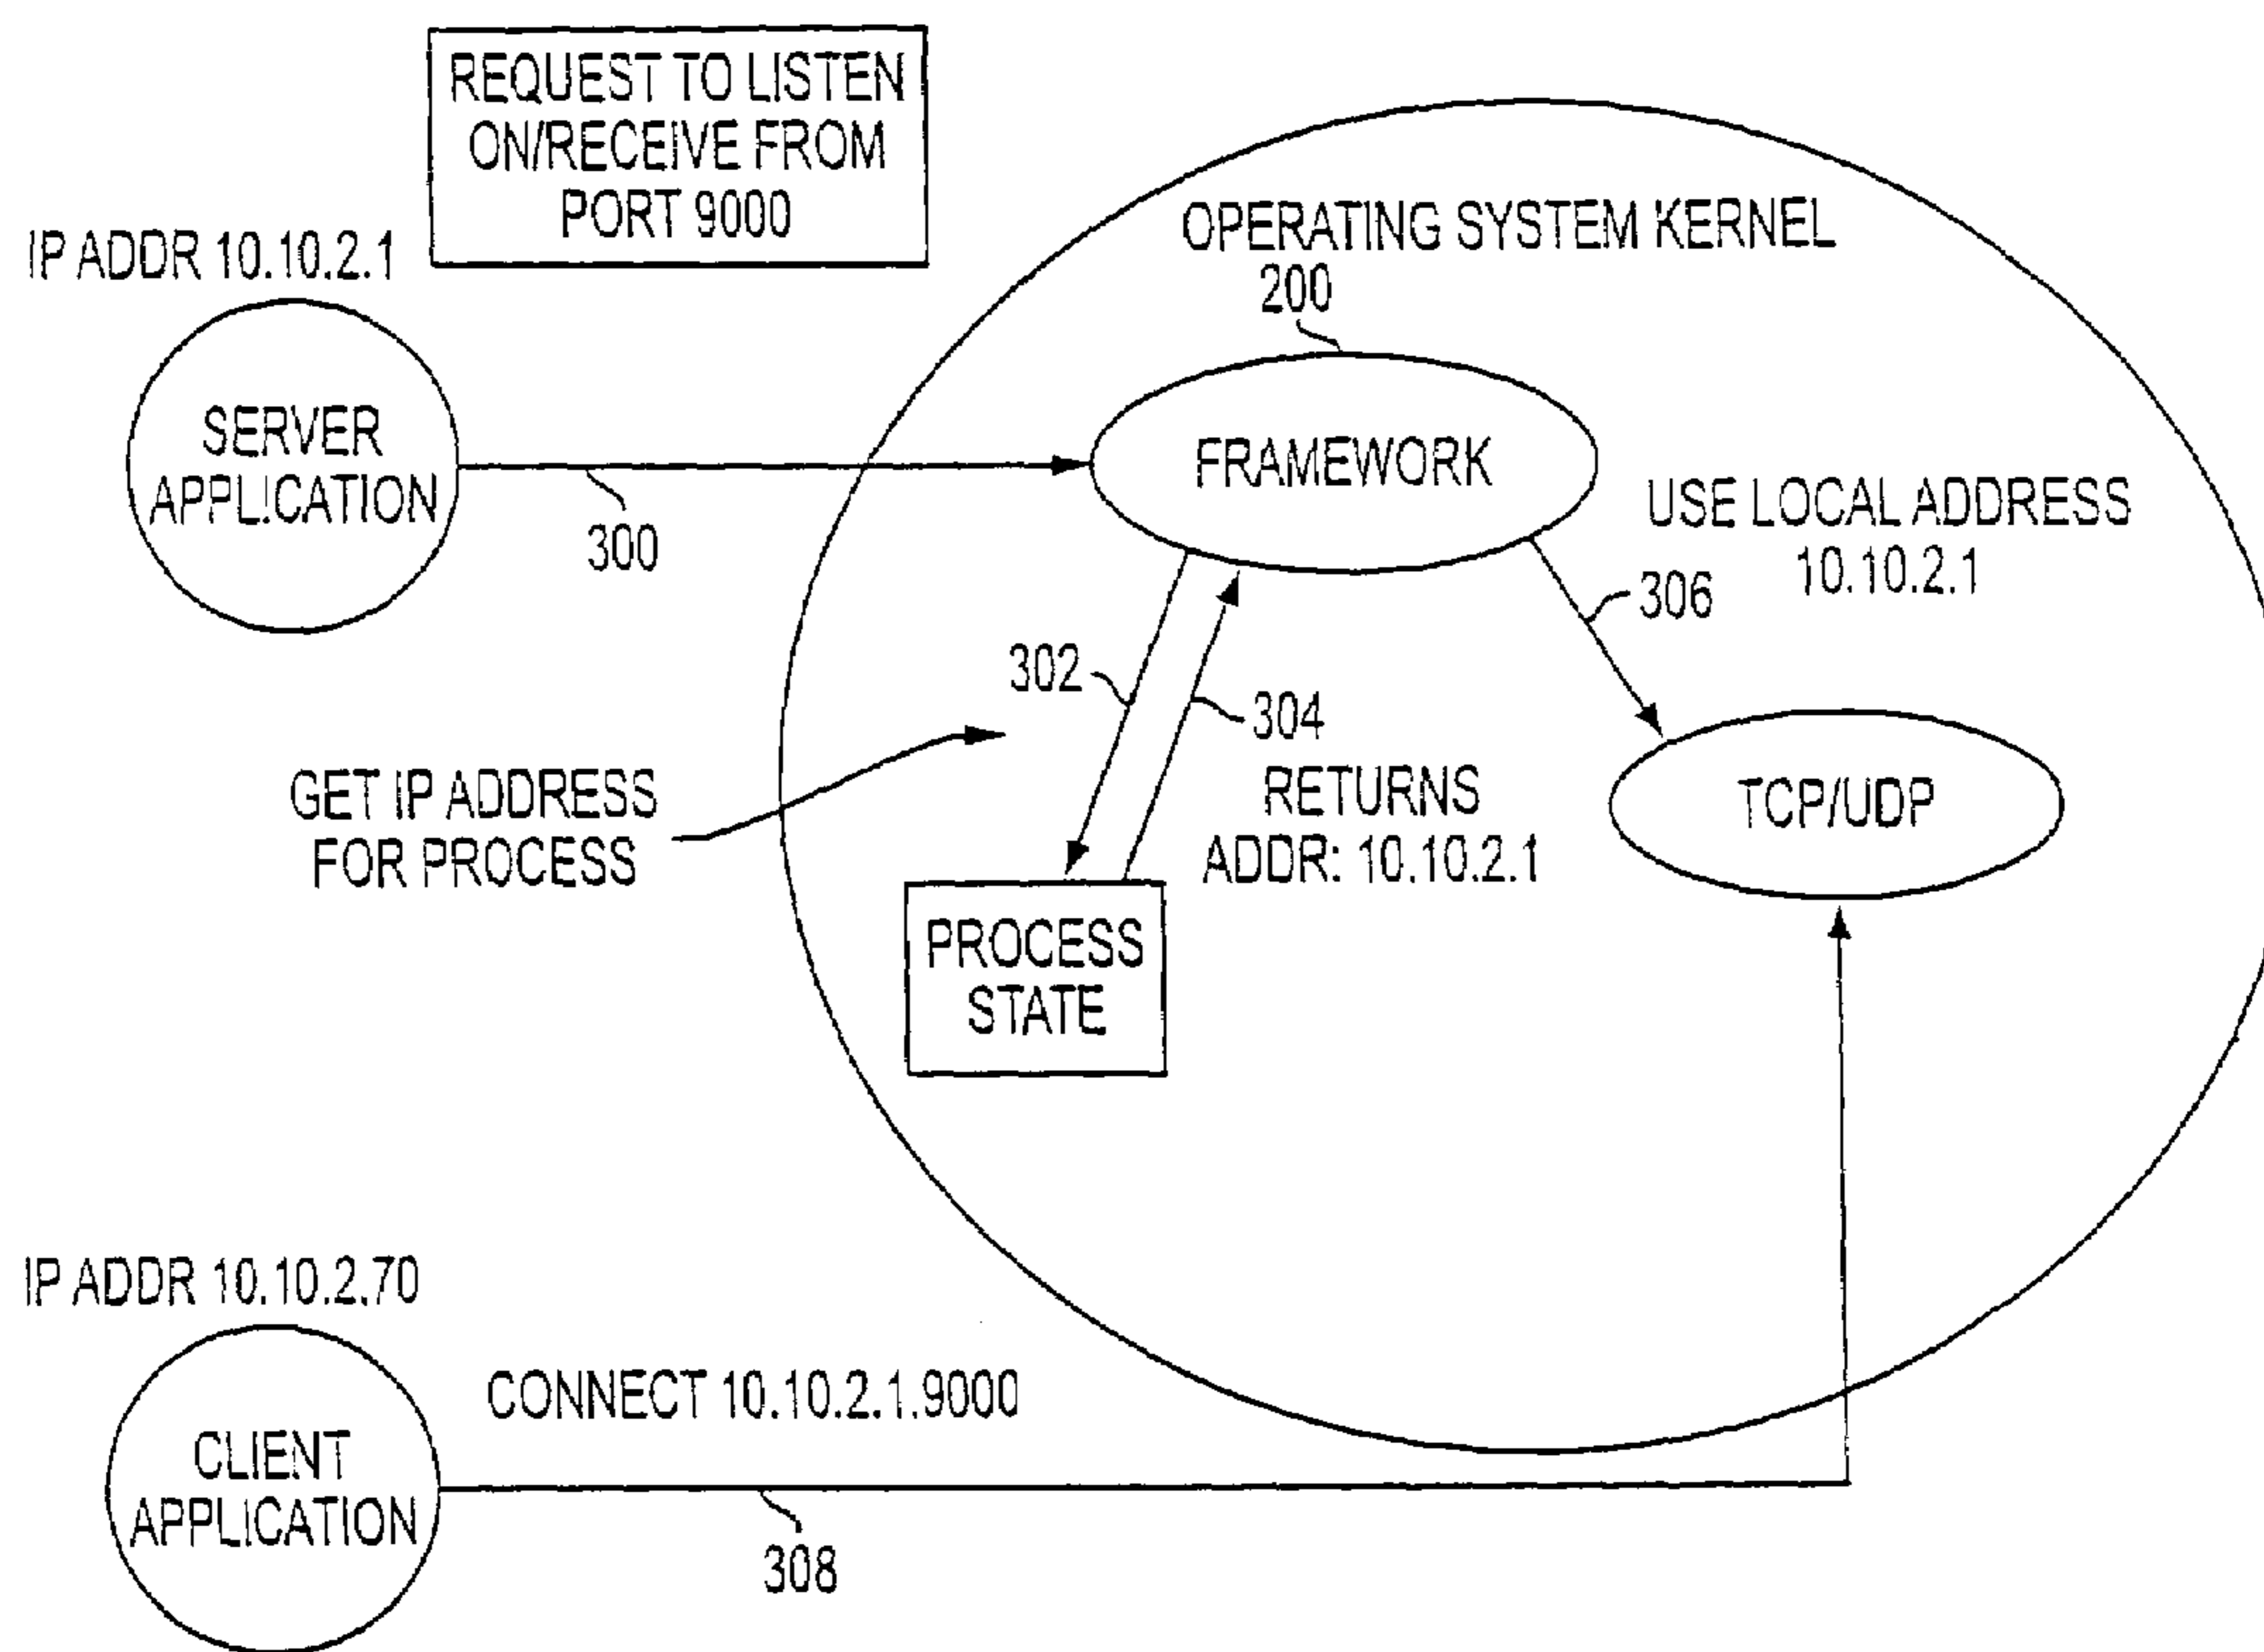 REQUEST TO LISTEN
ON/RECEIVE FROM
PORT 9000
IP ADDR 10.10.2.1
OPERATING SYSTEM KERNEL
200
SERVER
APPLICATION
300
FRAMEWORK
USE LOCAL ADDRESS
10.10.2.1
306
302
304
GET IP ADDRESS
FOR PROCESS
RETURNS
ADDR: 10.10.2.1
TCP/UDP
PROCESS
STATE
IP ADDR 10.10.2.70
CONNECT 10.10.2.1.9000
CLIENT
APPLICATION
308